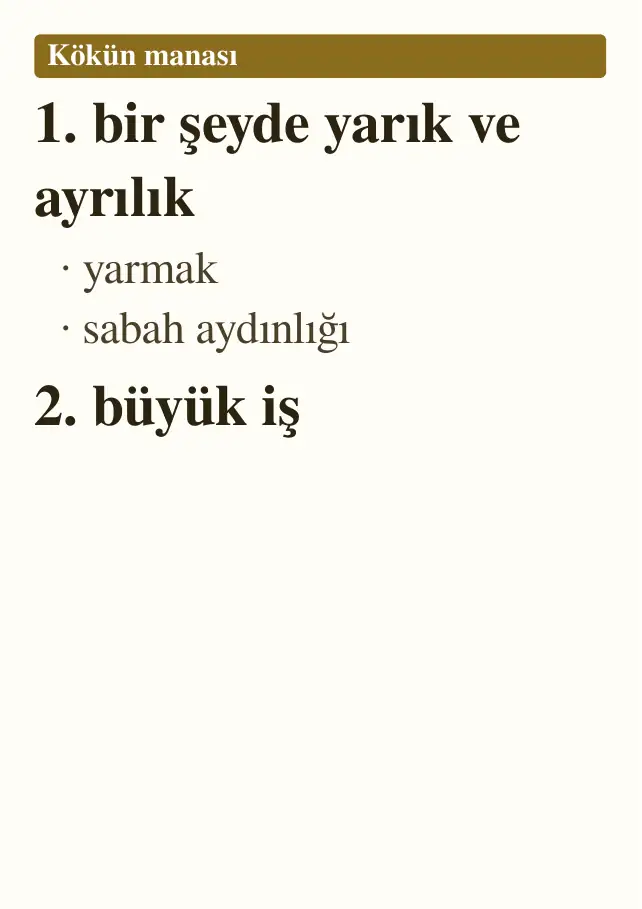 Kökün manası
1. bir şeyde yarık ve
ayrılık
· yarmak
· sabah aydınlığı
2. büyük iş